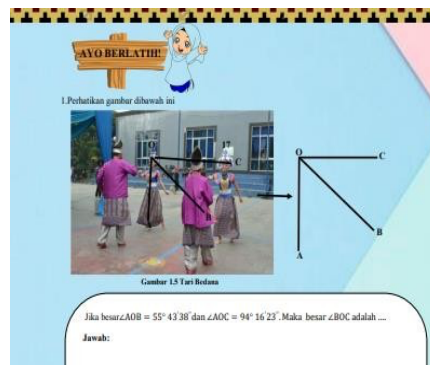 AYO BERLATIH!
1.Perhatikan gambar dibawah ini
O
C
O
C
B
A
Gambar 1.5 Tari Bedana
Jika besar∠AOB = 55° 43'38" dan ∠AOC = 94° 16'23". Maka besar ∠BOC adalah ....
Jawab: